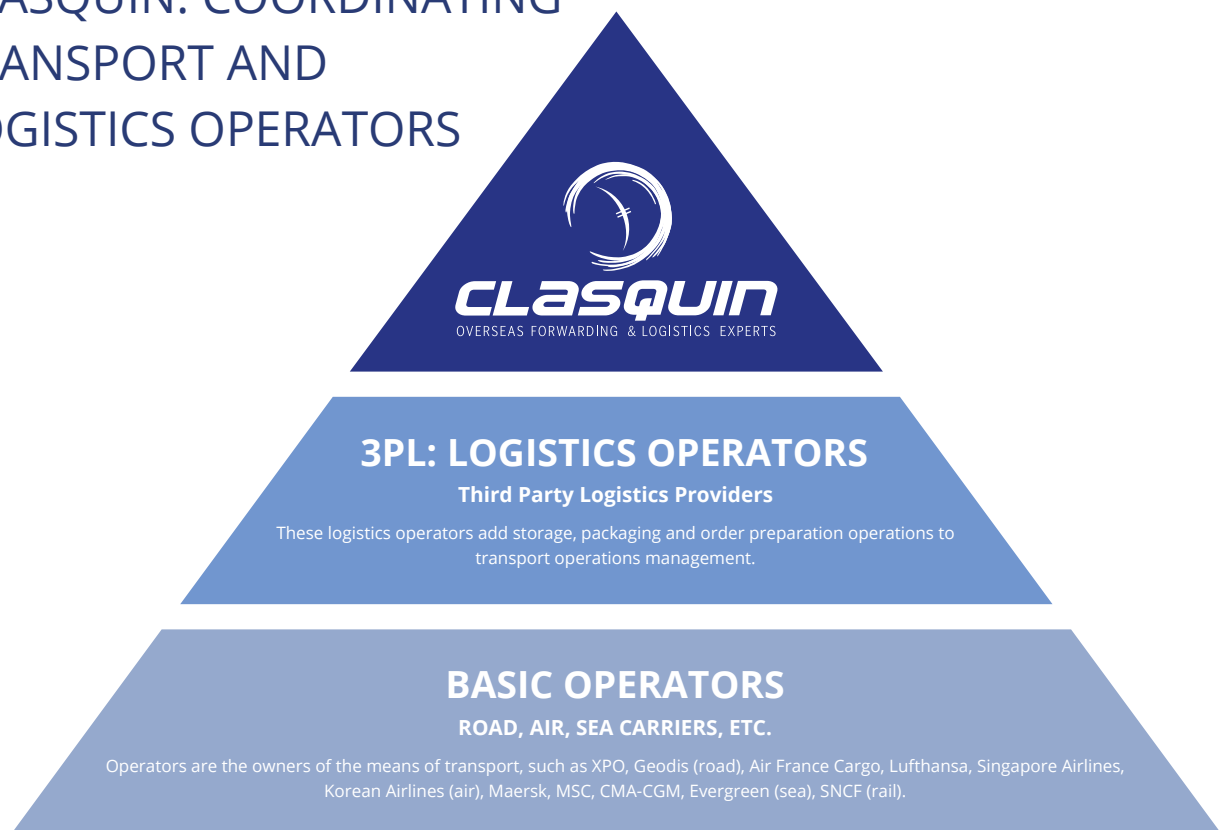 ASQUIN: COORDINATING
ANSPORT AND
OGISTICS OPERATORS
CLASQUIN
OVERSEAS FORWARDING & LOGISTICS EXPERTS
3PL: LOGISTICS OPERATORS
Third Party Logistics Providers
These logistics operators add storage, packaging and order preparation operations to
transport operations management.
BASIC OPERATORS
ROAD, AIR, SEA CARRIERS, ETC.
Operators are the owners of the means of transport, such as XPO, Geodis (road), Air France Cargo, Lufthansa, Singapore Airlines,
Korean Airlines (air), Maersk, MSC, CMA-CGM, Evergreen (sea), SNCF (rail).